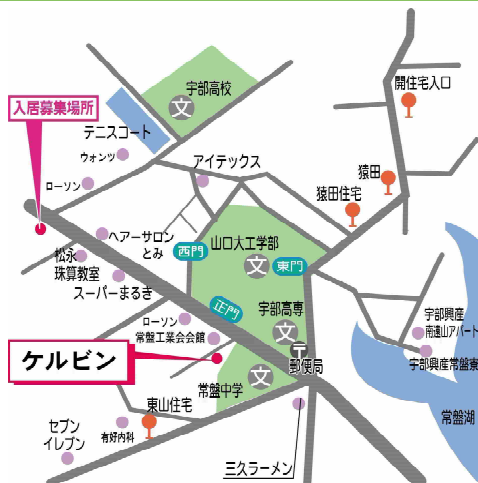 宇部高校
文
開住宅入口
入居募集場所
テニスコート
ウォンツ
アイテックス
ローソン
猿田
猿田住宅
ヘアーサロン
とみ
松永
珠算教室
スーパーまるき
西門
山口大工学部
文
東門
正門
宇部高専
文
〒
郵便局
ローソン
常盤工業会会館
ケルビン
宇部興産
南遠山アパート
宇部興産常盤寮
常盤湖
常盤中学
文
東山住宅
有好内科
セブン
イレブン
三久ラーメン